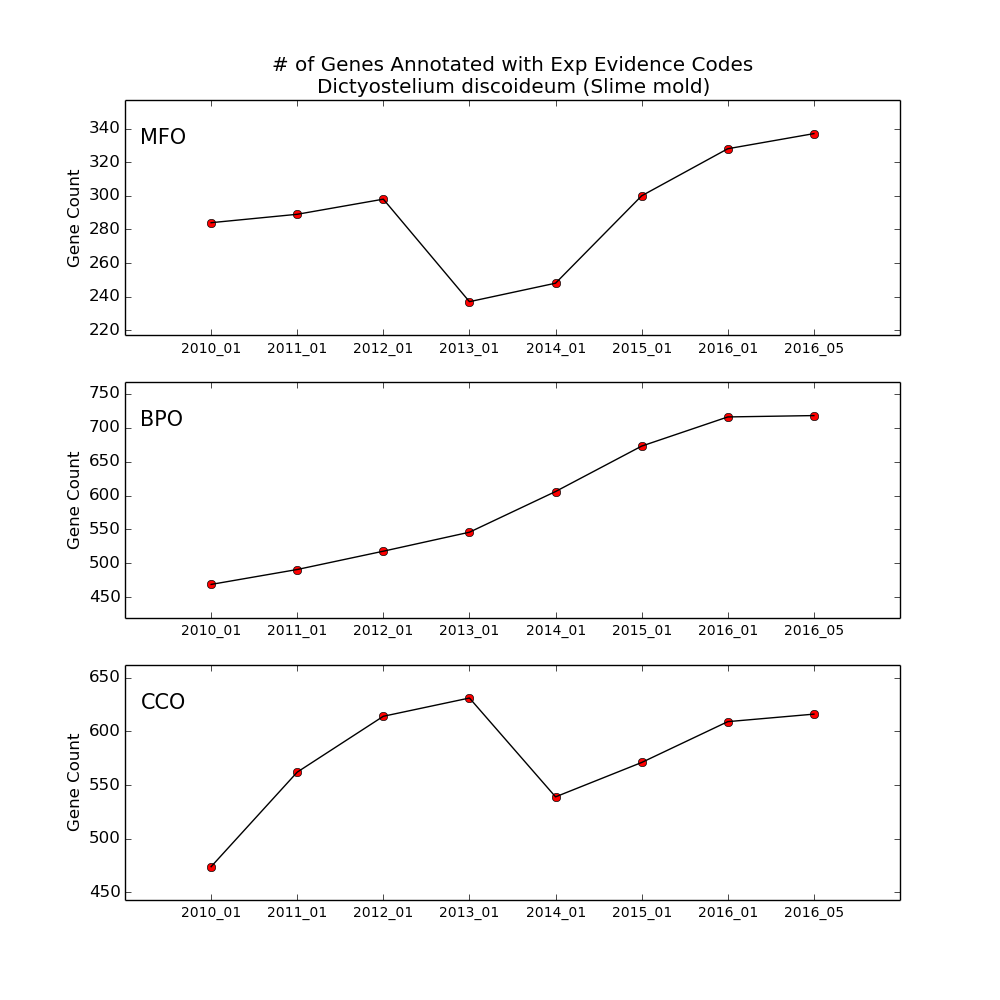 # of Genes Annotated with Exp Evidence Codes
Dictyostelium discoideum (Slime mold)
MFO
Gene Count
340
320
300
280
260
240
220
2010_01 2011_01 2012_01 2013_01 2014_01 2015_01 2016_01 2016_05
BPO
Gene Count
750
700
650
600
550
500
450
2010_01 2011_01 2012_01 2013_01 2014_01 2015_01 2016_01 2016_05
CCO
Gene Count
650
600
550
500
450
2010_01 2011_01 2012_01 2013_01 2014_01 2015_01 2016_01 2016_05